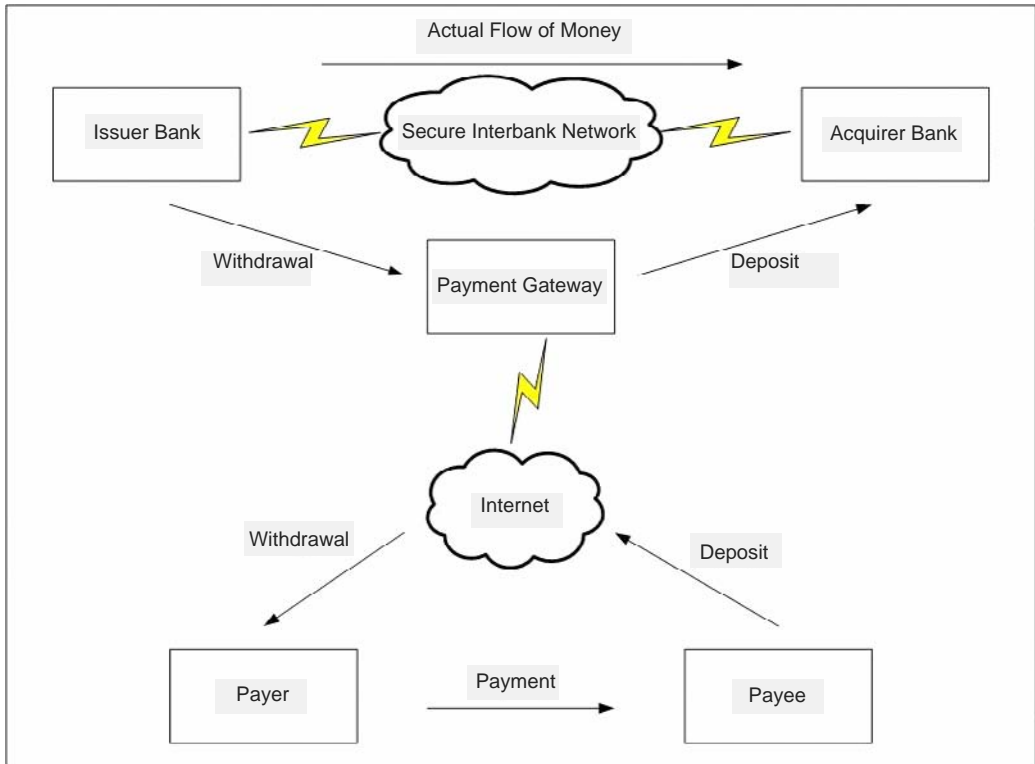 Actual Flow of Money
Issuer Bank
Secure Interbank Network
Acquirer Bank
Withdrawal
Deposit
Payment Gateway
Internet
Withdrawal
Deposit
Payer
Payment
Payee